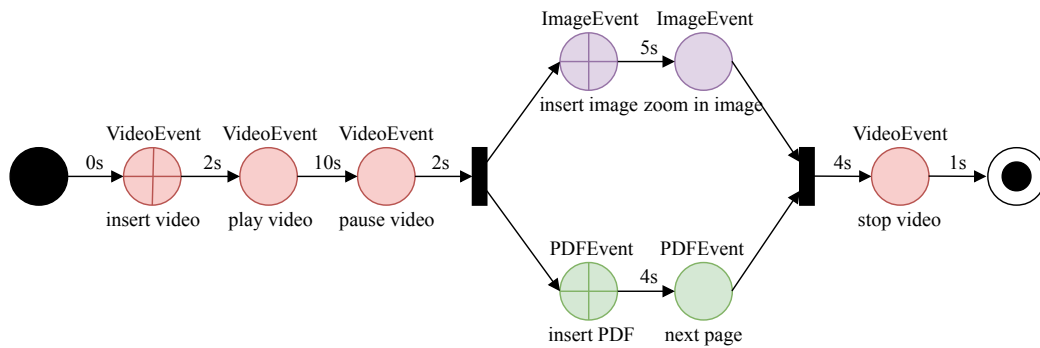 ImageEvent ImageEvent
5s
insert image zoom in image
VideoEvent VideoEvent VideoEvent VideoEvent
0s 2s 10s 2s 4s 1s
insert video play video pause video stop video
PDFEvent PDFEvent
4s
insert PDF next page